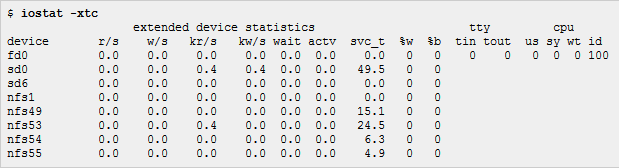 $ iostat -xtc
                    extended device statistics                      tty          cpu
device       r/s    w/s   kr/s   kw/s wait actv  svc_t  %w  %b  tin tout  us sy wt id
fd0          0.0    0.0    0.0    0.0  0.0  0.0    0.0   0   0    0    0   0  0  0 100
sd0          0.0    0.0    0.4    0.4  0.0  0.0   49.5   0   0
sd6          0.0    0.0    0.0    0.0  0.0  0.0    0.0   0   0
nfs1         0.0    0.0    0.0    0.0  0.0  0.0    0.0   0   0
nfs49        0.0    0.0    0.0    0.0  0.0  0.0   15.1   0   0
nfs53        0.0    0.0    0.4    0.0  0.0  0.0   24.5   0   0
nfs54        0.0    0.0    0.0    0.0  0.0  0.0    6.3   0   0
nfs55        0.0    0.0    0.0    0.0  0.0  0.0    4.9   0   0